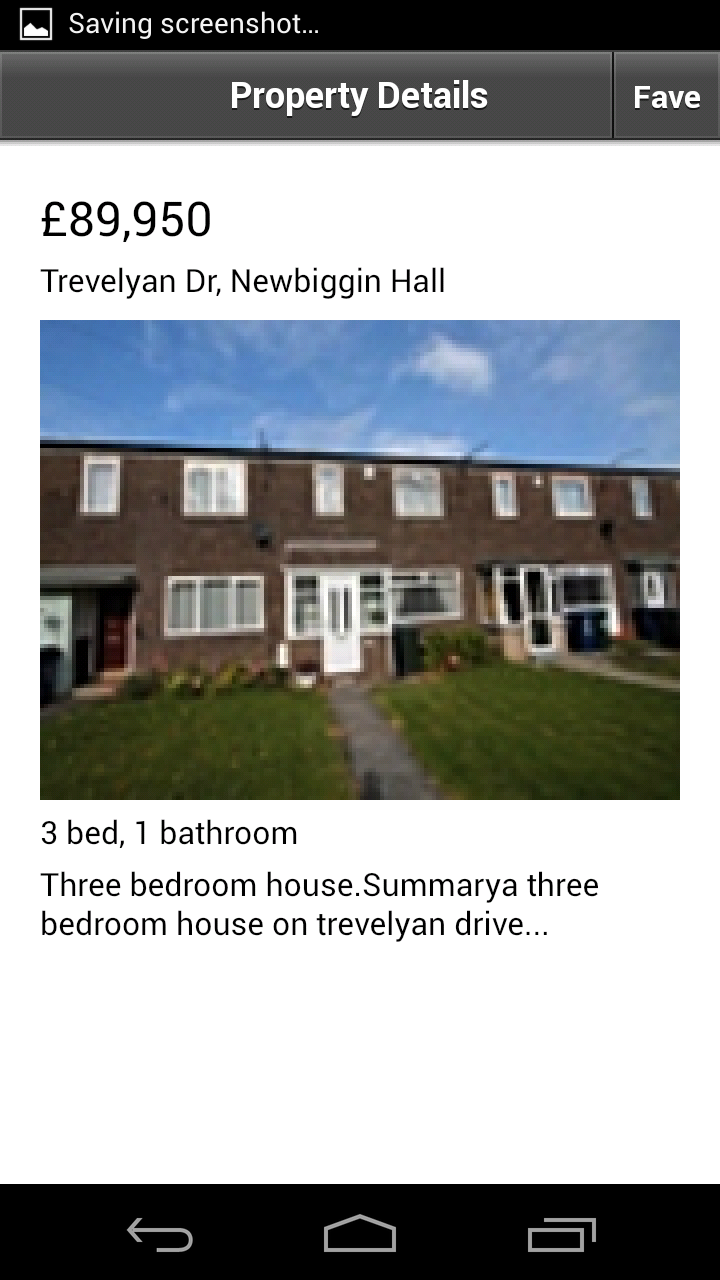 Saving screenshot...
Property Details
Fave
£89,950
Trevelyan Dr, Newbiggin Hall
3 bed, 1 bathroom
Three bedroom house.Summarya three
bedroom house on trevelyan drive...